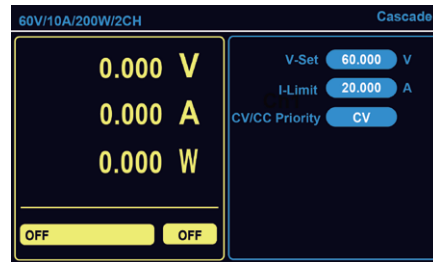 60V/10A/200W/2CH Cascade
0.000 V
0.000 A
0.000 W
OFF OFF
V-Set 60.000 V
I-Limit 20.000 A
CV/CC Priority CV